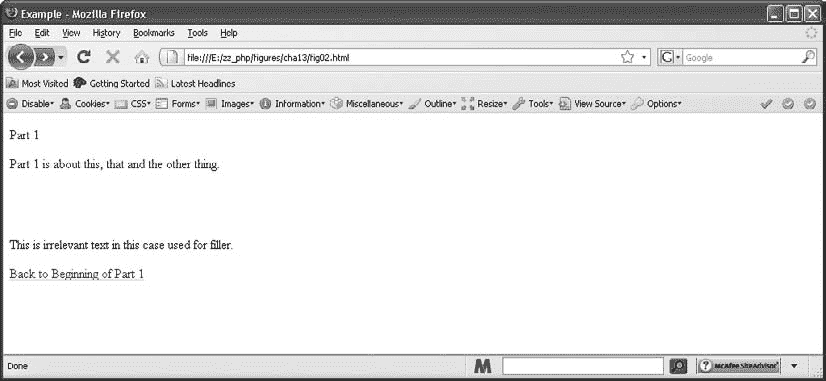 Example - Mozilla Firefox
File Edit View History Bookmarks Tools Help
file:///E:/zz_php/figures/cha13/fig02.html G Google
Most Visited Getting Started Latest Headlines
Disable Cookies CSS Forms Images Information Miscellaneous Outline Resize Tools View Source Options
Part 1
Part 1 is about this, that and the other thing.
This is irrelevant text in this case used for filler.
Back to Beginning of Part 1
Done M ? McAfee SiteAdvisor